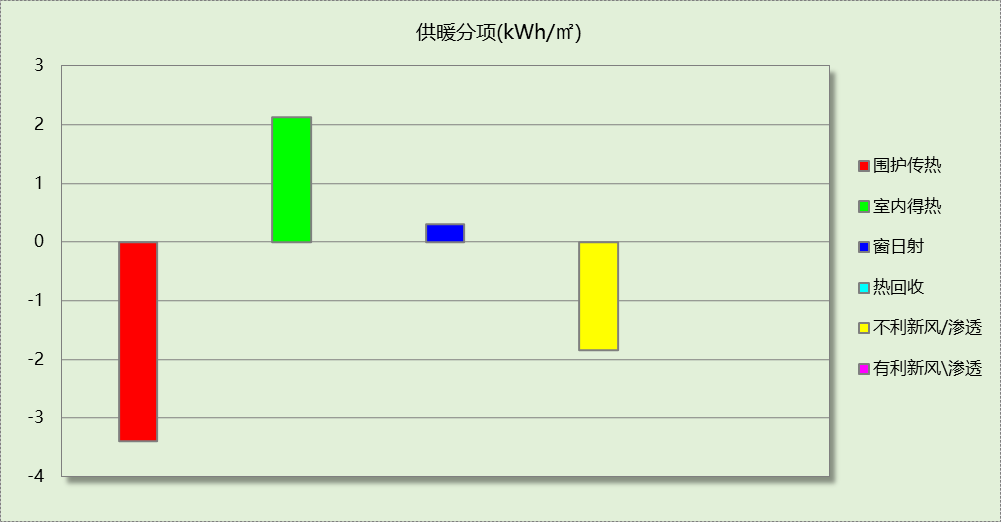 供暖分项(kWh/㎡)
3
2
1
0
-1
-2
-3
-4
围护传热
室内得热
窗日射
热回收
不利新风/渗透
有利新风\渗透